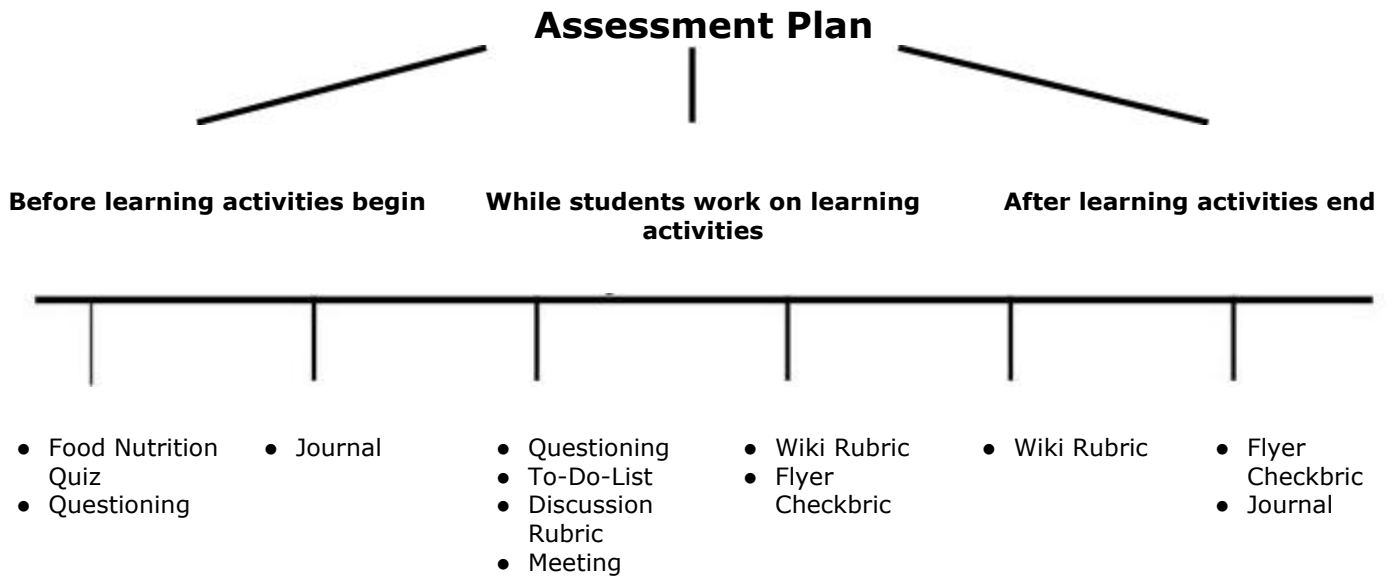 Assessment Plan
Before learning activities begin
While students work on learning
activities
After learning activities end
● Food Nutrition
Quiz
● Questioning
● Journal
● Questioning
● To-Do-List
● Discussion
Rubric
● Meeting
● Wiki Rubric
● Flyer
Checkbric
● Wiki Rubric
● Flyer
Checkbric
● Journal